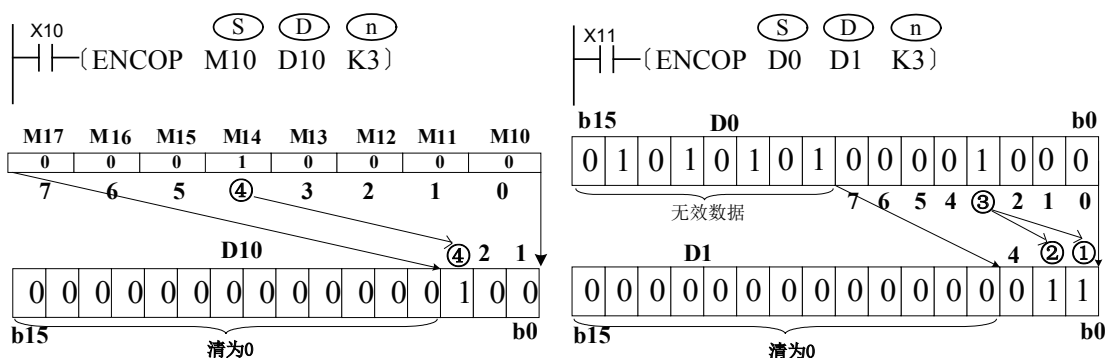 X10
S D n
ENCOP M10 D10 K3
M17 M16 M15 M14 M13 M12 M11 M10
0 0 0 1 0 0 0 0
7 6 5 ④ 3 2 1 0
D10 ④ 2 1
0 0 0 0 0 0 0 0 0 0 0 0 0 1 0 0
b15 b0
清为0
X11
S D n
ENCOP D0 D1 K3
b15 D0 b0
0 1 0 1 0 1 0 1 0 0 0 0 1 0 0 0
7 6 5 4 ③ 2 1 0
无效数据
D1 4 ② ①
0 0 0 0 0 0 0 0 0 0 0 0 0 0 1 1
b15 b0
清为0